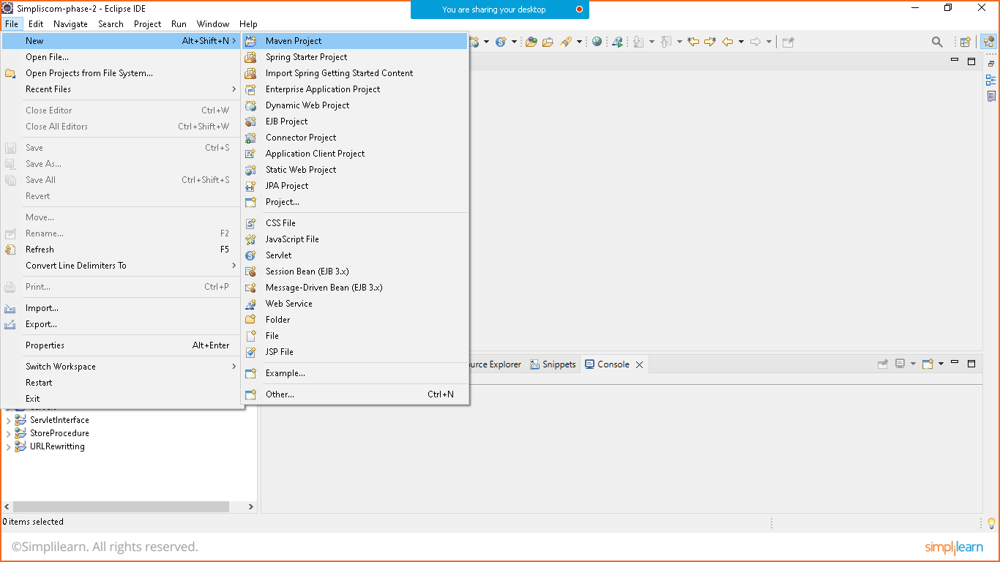 Simpliscom-phase-2 - Eclipse IDE
You are sharing your desktop
File Edit Navigate Search Project Run Window Help
New Alt+Shift+N
Open File...
Open Projects from File System...
Recent Files
Close Editor Ctrl+W
Close All Editors Ctrl+Shift+W
Save Ctrl+S
Save As...
Save All Ctrl+Shift+S
Revert
Move...
Rename... F2
Refresh F5
Convert Line Delimiters To
Print... Ctrl+P
Import...
Export...
Properties Alt+Enter
Switch Workspace
Restart
Exit
Maven Project
Spring Starter Project
Import Spring Getting Started Content
Enterprise Application Project
Dynamic Web Project
EJB Project
Connector Project
Application Client Project
Static Web Project
JPA Project
Project...
CSS File
JavaScript File
Servlet
Session Bean (EJB 3.x)
Message-Driven Bean (EJB 3.x)
Web Service
Folder
File
JSP File
Example...
Other... Ctrl+N
Explorer Snippets Console
ServletInterface
StoreProcedure
URLRewritting
0 items selected
©Simplilearn. All rights reserved.
simplilearn